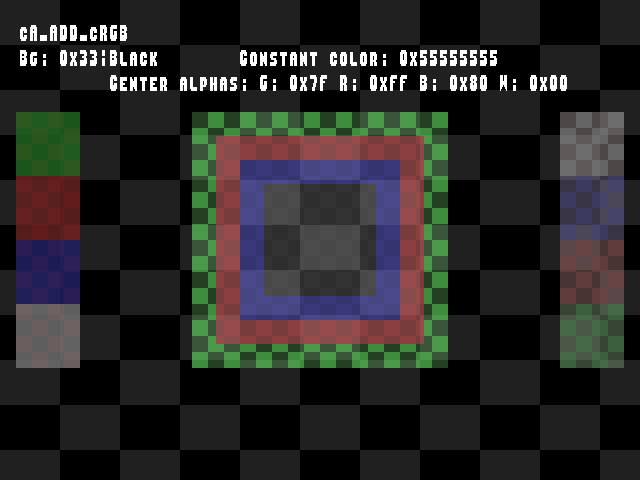 cA_ADD_cRGB
Bg: 0x33¦Black Constant color: 0x55555555
Center alphas: G: 0x7f R: 0xff B: 0x80 W: 0x00